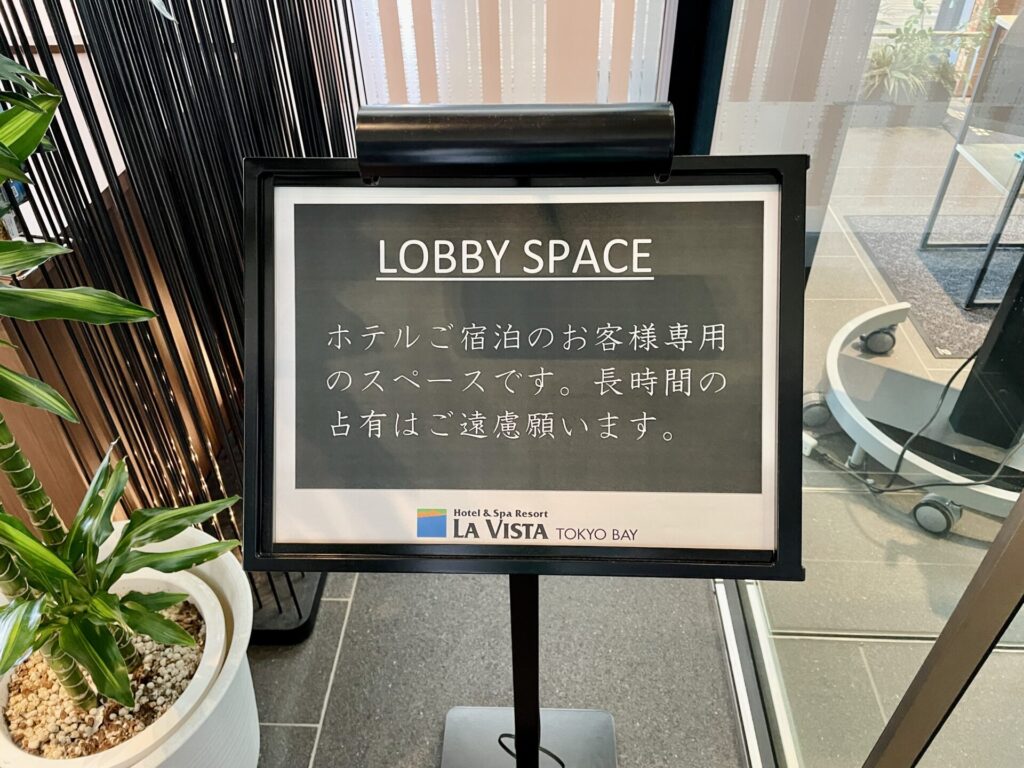 LOBBY SPACE
ホテルご宿泊のお客様専用
のスペースです。長時間の
占有はご遠慮願います。
Hotel & Spa Resort
LA VISTA TOKYO BAY